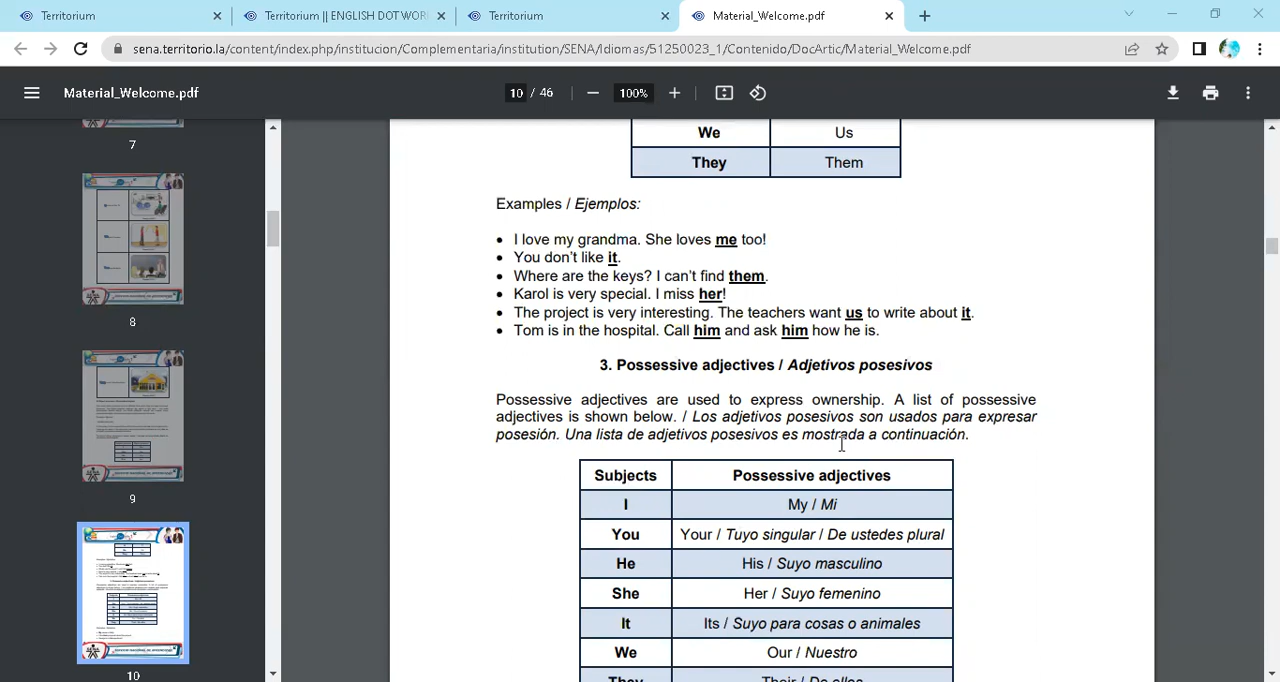 Territorium
Territorium || ENGLISH DOT WOR
Territorium
Material_Welcome.pdf
sena.territorio.la/content/index.php/institucion/Complementaria/institution/SENA/Idiomas/51250023_1/Contenido/DocArtic/Material_Welcome.pdf
Material_Welcome.pdf
10 / 46
100%
7
8
9
10
We Us
They Them
Examples / Ejemplos:
• I love my grandma. She loves me too!
• You don't like it.
• Where are the keys? I can't find them.
• Karol is very special. I miss her!
• The project is very interesting. The teachers want us to write about it.
• Tom is in the hospital. Call him and ask him how he is.
3. Possessive adjectives / Adjetivos posesivos
Possessive adjectives are used to express ownership. A list of possessive
adjectives is shown below. / Los adjetivos posesivos son usados para expresar
posesión. Una lista de adjetivos posesivos es mostrada a continuación.
Subjects Possessive adjectives
I My / Mi
You Your / Tuyo singular / De ustedes plural
He His / Suyo masculino
She Her / Suyo femenino
It Its / Suyo para cosas o animales
We Our / Nuestro
They Their / De ellos